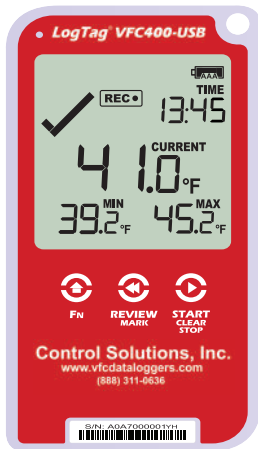 LogTag® VFC400-USB
AAA
REC● TIME
13:45
CURRENT
41.0°F
MIN MAX
39.2°F 45.2°F
FN REVIEW START
MARK CLEAR
STOP
Control Solutions, Inc.
www.vfcdataloggers.com
(888) 311-0636
S/N: A0A7000001YH